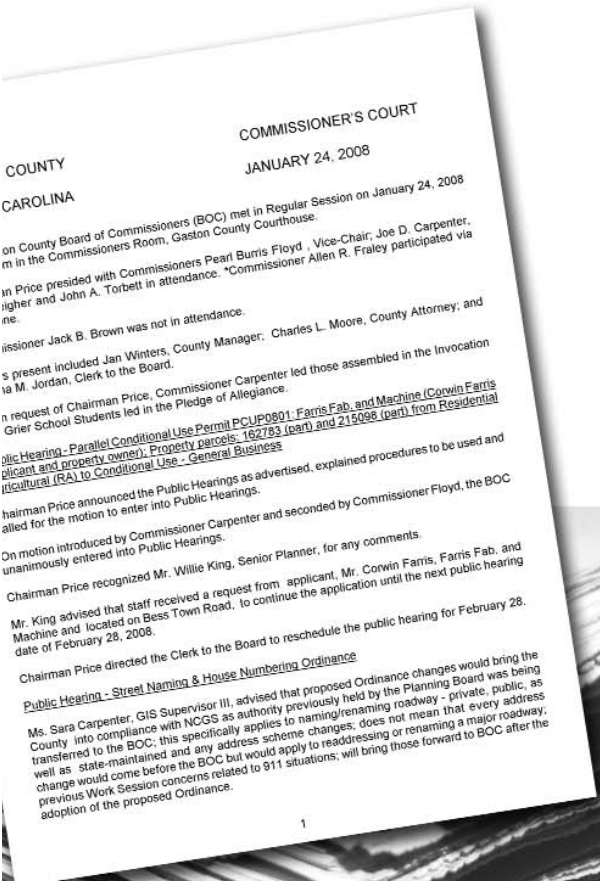 COMMISSIONER'S COURT
COUNTY
JANUARY 24, 2008
CAROLINA
on County Board of Commissioners (BOC) met in Regular Session on January 24, 2008
m in the Commissioners Room, Gaston County Courthouse.
an Price presided with Commissioners Pearl Burris Floyd , Vice-Chair; Joe D. Carpenter,
eigher and John A. Torbett in attendance. *Commissioner Allen R. Fraley participated via
ne.
issioner Jack B. Brown was not in attendance.
s present included Jan Winters, County Manager; Charles L. Moore, County Attorney; and
na M. Jordan, Clerk to the Board.
n request of Chairman Price, Commissioner Carpenter led those assembled in the Invocation
Grier School Students led in the Pledge of Allegiance.
blic Hearing - Parallel Conditional Use Permit PCUP0801: Farris Fab. and Machine (Corwin Farris
plicant and property owner); Property parcels: 162783 (part) and 215098 (part) from Residential
ricultural (RA) to Conditional Use - General Business
hairman Price announced the Public Hearings as advertised, explained procedures to be used and
alled for the motion to enter into Public Hearings.
On motion introduced by Commissioner Carpenter and seconded by Commissioner Floyd, the BOC
unanimously entered into Public Hearings.
Chairman Price recognized Mr. Willie King, Senior Planner, for any comments.
Mr. King advised that staff received a request from applicant, Mr. Corwin Farris, Farris Fab. and
Machine and located on Bess Town Road, to continue the application until the next public hearing
date of February 28, 2008.
Chairman Price directed the Clerk to the Board to reschedule the public hearing for February 28.
Public Hearing - Street Naming & House Numbering Ordinance
Ms. Sara Carpenter, GIS Supervisor III, advised that proposed Ordinance changes would bring the
County into compliance with NCGS as authority previously held by the Planning Board was being
transferred to the BOC; this specifically applies to naming/renaming roadway - private, public, as
well as state-maintained and any address scheme changes; does not mean that every address
change would come before the BOC but would apply to readdressing or renaming a major roadway;
previous Work Session concerns related to 911 situations; will bring those forward to BOC after the
adoption of the proposed Ordinance.
1